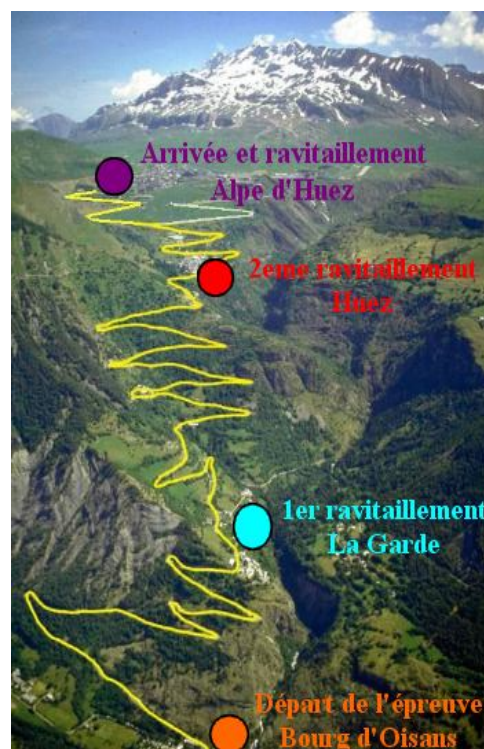 Arrivée et ravitaillement
Alpe d'Huez
2eme ravitaillement
Huez
1er ravitaillement
La Garde
Départ de l'épreuve
Bourg d'Oisans